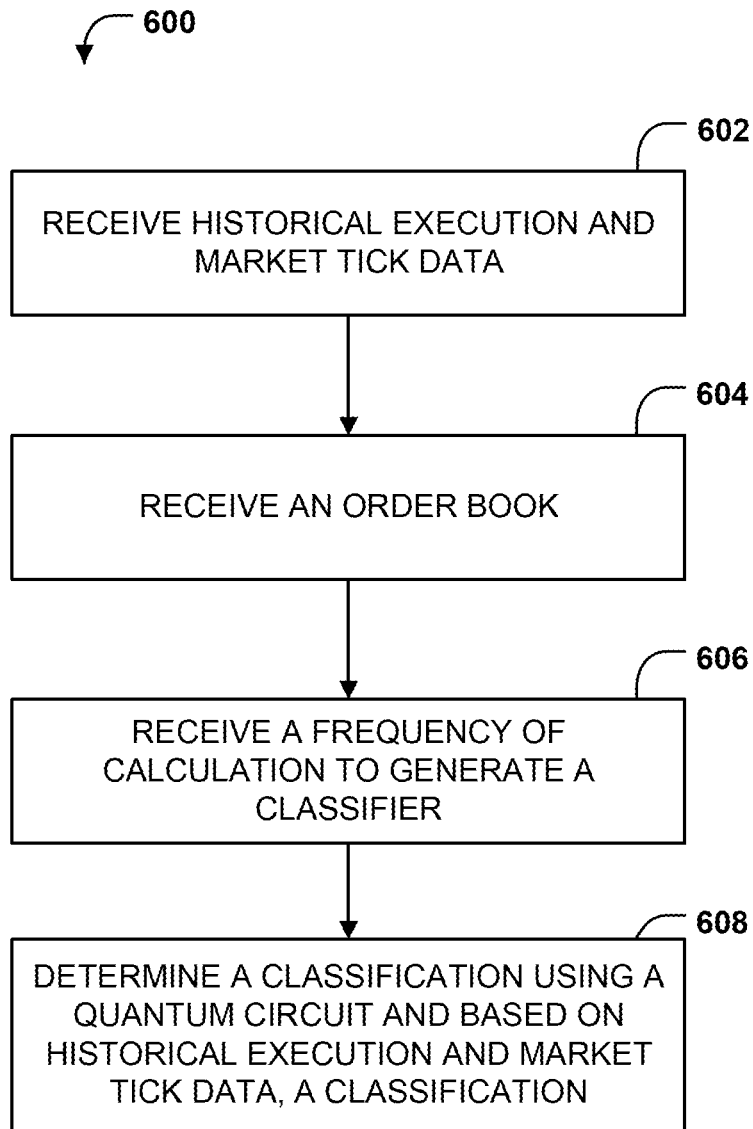 600
602
RECEIVE HISTORICAL EXECUTION AND
MARKET TICK DATA
604
RECEIVE AN ORDER BOOK
606
RECEIVE A FREQUENCY OF
CALCULATION TO GENERATE A
CLASSIFIER
608
DETERMINE A CLASSIFICATION USING A
QUANTUM CIRCUIT AND BASED ON
HISTORICAL EXECUTION AND MARKET
TICK DATA, A CLASSIFICATION